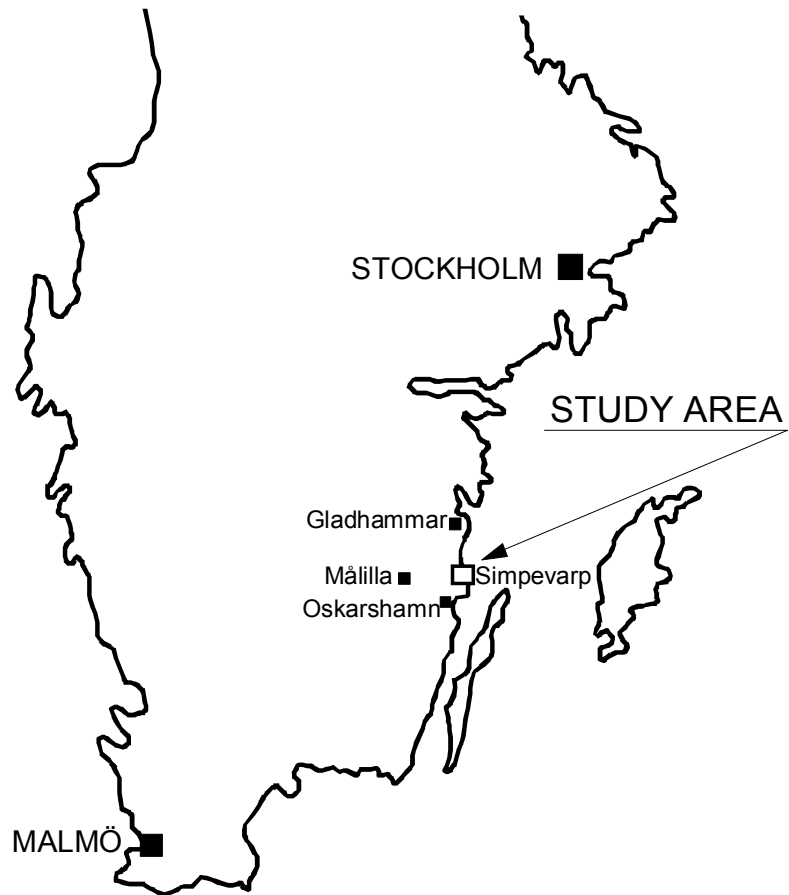 STOCKHOLM
STUDY AREA
Gladhammar
Målilla
Simpevarp
Oskarshamn
MALMÖ